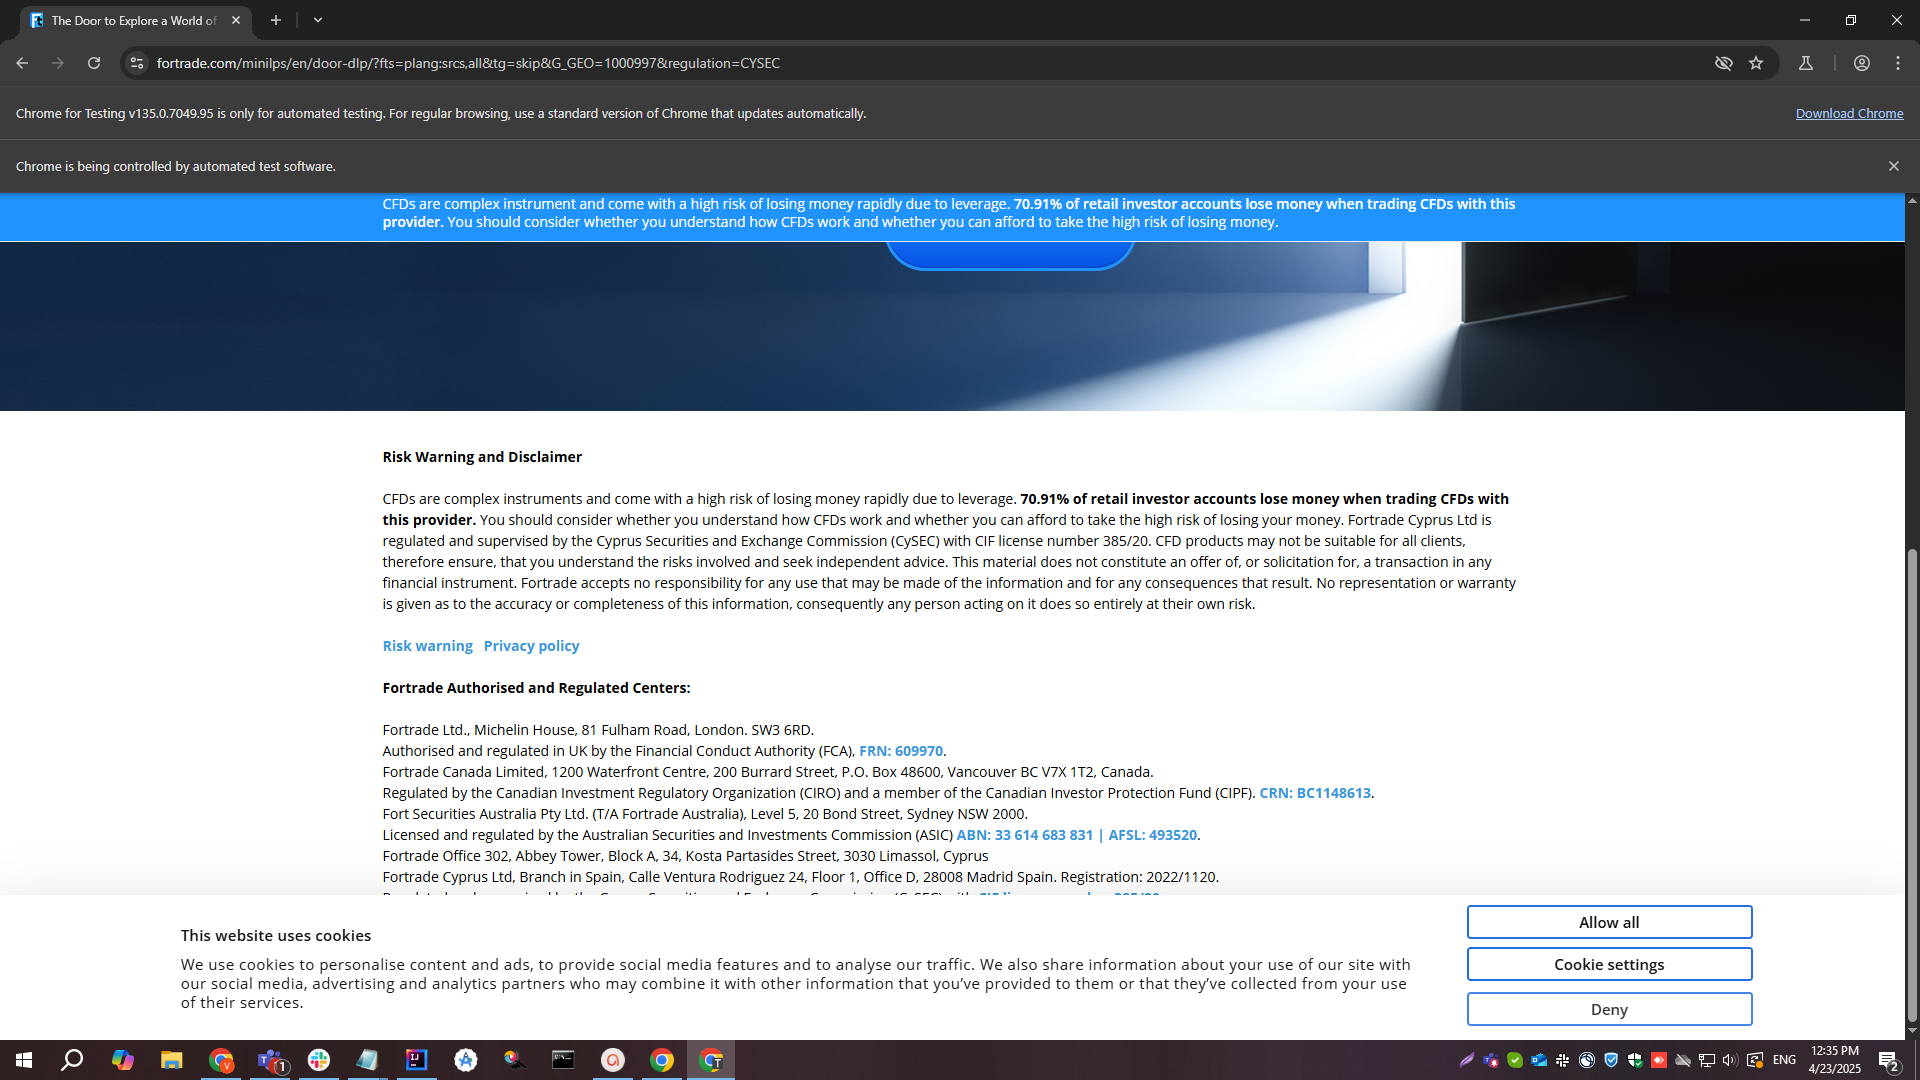 The Door to Explore a World of
fortrade.com/minilps/en/door-dlp/?fts=plang:srcs,all&tg=skip&G_GEO=1000997&regulation=CYSEC
Chrome for Testing v135.0.7049.95 is only for automated testing. For regular browsing, use a standard version of Chrome that updates automatically.
Download Chrome
Chrome is being controlled by automated test software.
CFDs are complex instrument and come with a high risk of losing money rapidly due to leverage. 70.91% of retail investor accounts lose money when trading CFDs with this
provider. You should consider whether you understand how CFDs work and whether you can afford to take the high risk of losing money.
Risk Warning and Disclaimer
CFDs are complex instruments and come with a high risk of losing money rapidly due to leverage. 70.91% of retail investor accounts lose money when trading CFDs with
this provider. You should consider whether you understand how CFDs work and whether you can afford to take the high risk of losing your money. Fortrade Cyprus Ltd is
regulated and supervised by the Cyprus Securities and Exchange Commission (CySEC) with CIF license number 385/20. CFD products may not be suitable for all clients,
therefore ensure, that you understand the risks involved and seek independent advice. This material does not constitute an offer of, or solicitation for, a transaction in any
financial instrument. Fortrade accepts no responsibility for any use that may be made of the information and for any consequences that result. No representation or warranty
is given as to the accuracy or completeness of this information, consequently any person acting on it does so entirely at their own risk.
Risk warning Privacy policy
Fortrade Authorised and Regulated Centers:
Fortrade Ltd., Michelin House, 81 Fulham Road, London. SW3 6RD.
Authorised and regulated in UK by the Financial Conduct Authority (FCA), FRN: 609970.
Fortrade Canada Limited, 1200 Waterfront Centre, 200 Burrard Street, P.O. Box 48600, Vancouver BC V7X 1T2, Canada.
Regulated by the Canadian Investment Regulatory Organization (CIRO) and a member of the Canadian Investor Protection Fund (CIPF). CRN: BC1148613.
Fort Securities Australia Pty Ltd. (T/A Fortrade Australia), Level 5, 20 Bond Street, Sydney NSW 2000.
Licensed and regulated by the Australian Securities and Investments Commission (ASIC) ABN: 33 614 683 831 | AFSL: 493520.
Fortrade Office 302, Abbey Tower, Block A, 34, Kosta Partasides Street, 3030 Limassol, Cyprus
Fortrade Cyprus Ltd, Branch in Spain, Calle Ventura Rodriguez 24, Floor 1, Office D, 28008 Madrid Spain. Registration: 2022/1120.
This website uses cookies
We use cookies to personalise content and ads, to provide social media features and to analyse our traffic. We also share information about your use of our site with
our social media, advertising and analytics partners who may combine it with other information that you've provided to them or that they've collected from your use
of their services.
Allow all
Cookie settings
Deny
ENG
12:35 PM
4/23/2025
2